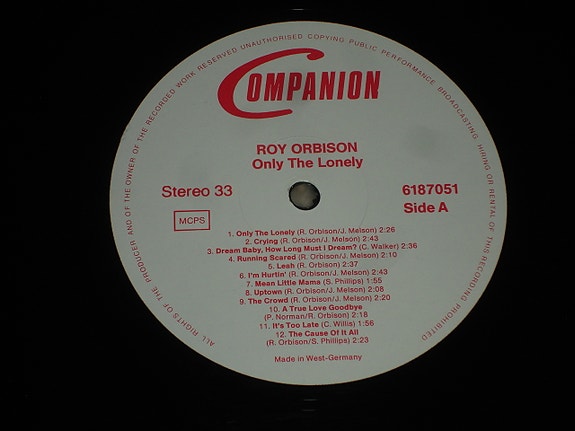 ALL RIGHTS OF THE PRODUCER AND OF THE OWNER OF THE RECORDED WORK RESERVED UNAUTHORISED COPYING PUBLIC PERFORMANCE BROADCASTING HIRING OR RENTAL OF THIS RECORDING PROHIBITED
COMPANION
ROY ORBISON
Only The Lonely
Stereo 33
6187051
MCPS
Side A
1. Only The Lonely (R. Orbison/J. Melson) 2:26
2. Crying (R. Orbison/J. Melson) 2:43
3. Dream Baby, How Long Must I Dream? (C. Walker) 2:36
4. Running Scared (R. Orbison/J. Melson) 2:10
5. Leah (R. Orbison) 2:37
6. I'm Hurtin' (R. Orbison/J. Melson) 2:43
7. Mean Little Mama (S. Phillips) 1:55
8. Uptown (R. Orbison/J. Melson) 2:08
9. The Crowd (R. Orbison/J. Melson) 2:20
10. A True Love Goodbye
(P. Norman/R. Orbison) 2:18
11. It's Too Late (C. Willis) 1:56
12. The Cause Of It All
(R. Orbison/S. Phillips) 2:23
Made in West-Germany